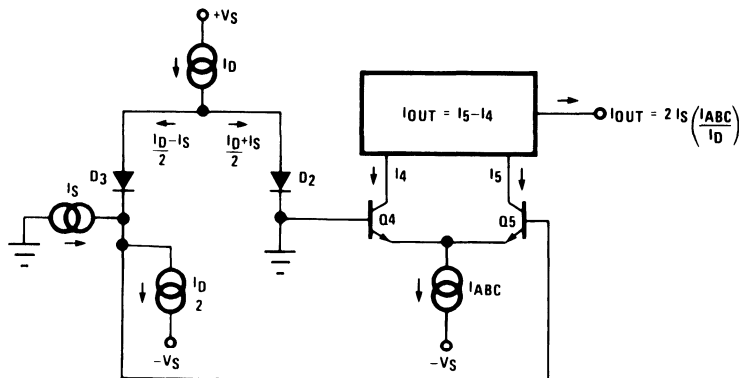 +VS
ID
ID/2 - IS
ID/2 + IS
D3
D2
IS
ID
2
-VS
IOUT = I5 - I4
IOUT = 2 IS (IABC/ID)
I4
I5
Q4
Q5
IABC
-VS